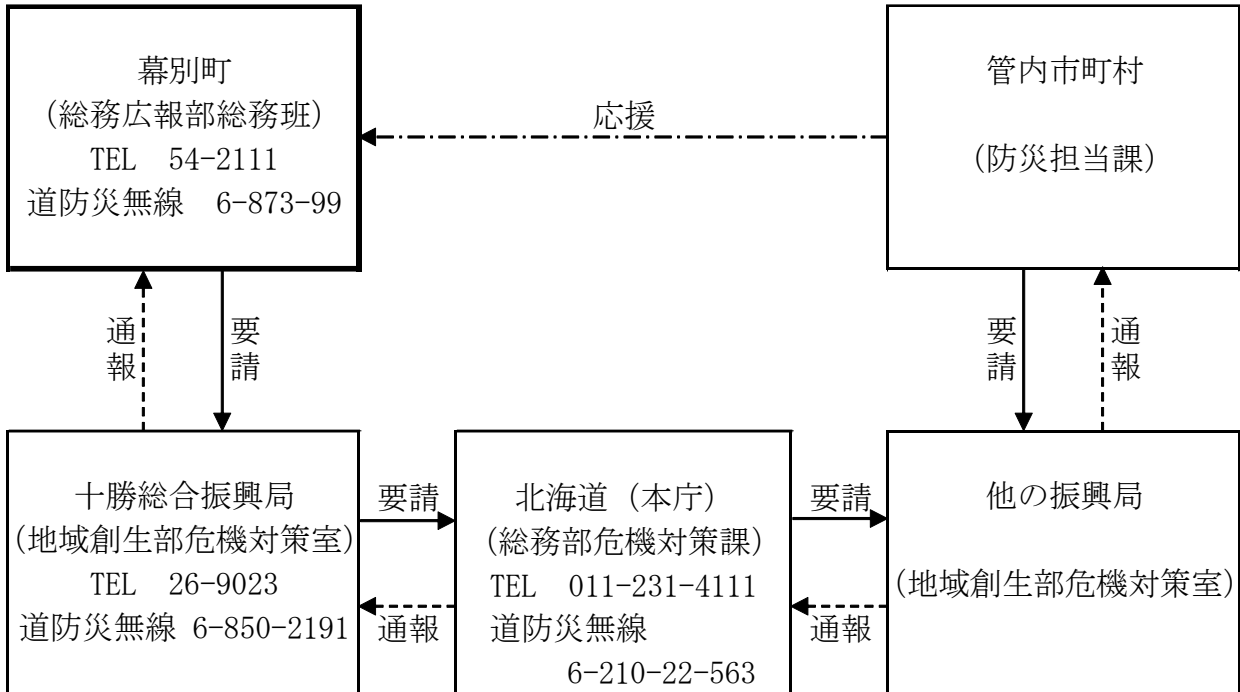 幕別町
(総務広報部総務班)
TEL 54-2111
道防災無線 6-873-99
応援
管内市町村
(防災担当課)
通報
要請
要請
通報
十勝総合振興局
(地域創生部危機対策室)
TEL 26-9023
道防災無線 6-850-2191
要請
通報
北海道(本庁)
(総務部危機対策課)
TEL 011-231-4111
道防災無線
6-210-22-563
要請
通報
他の振興局
(地域創生部危機対策室)